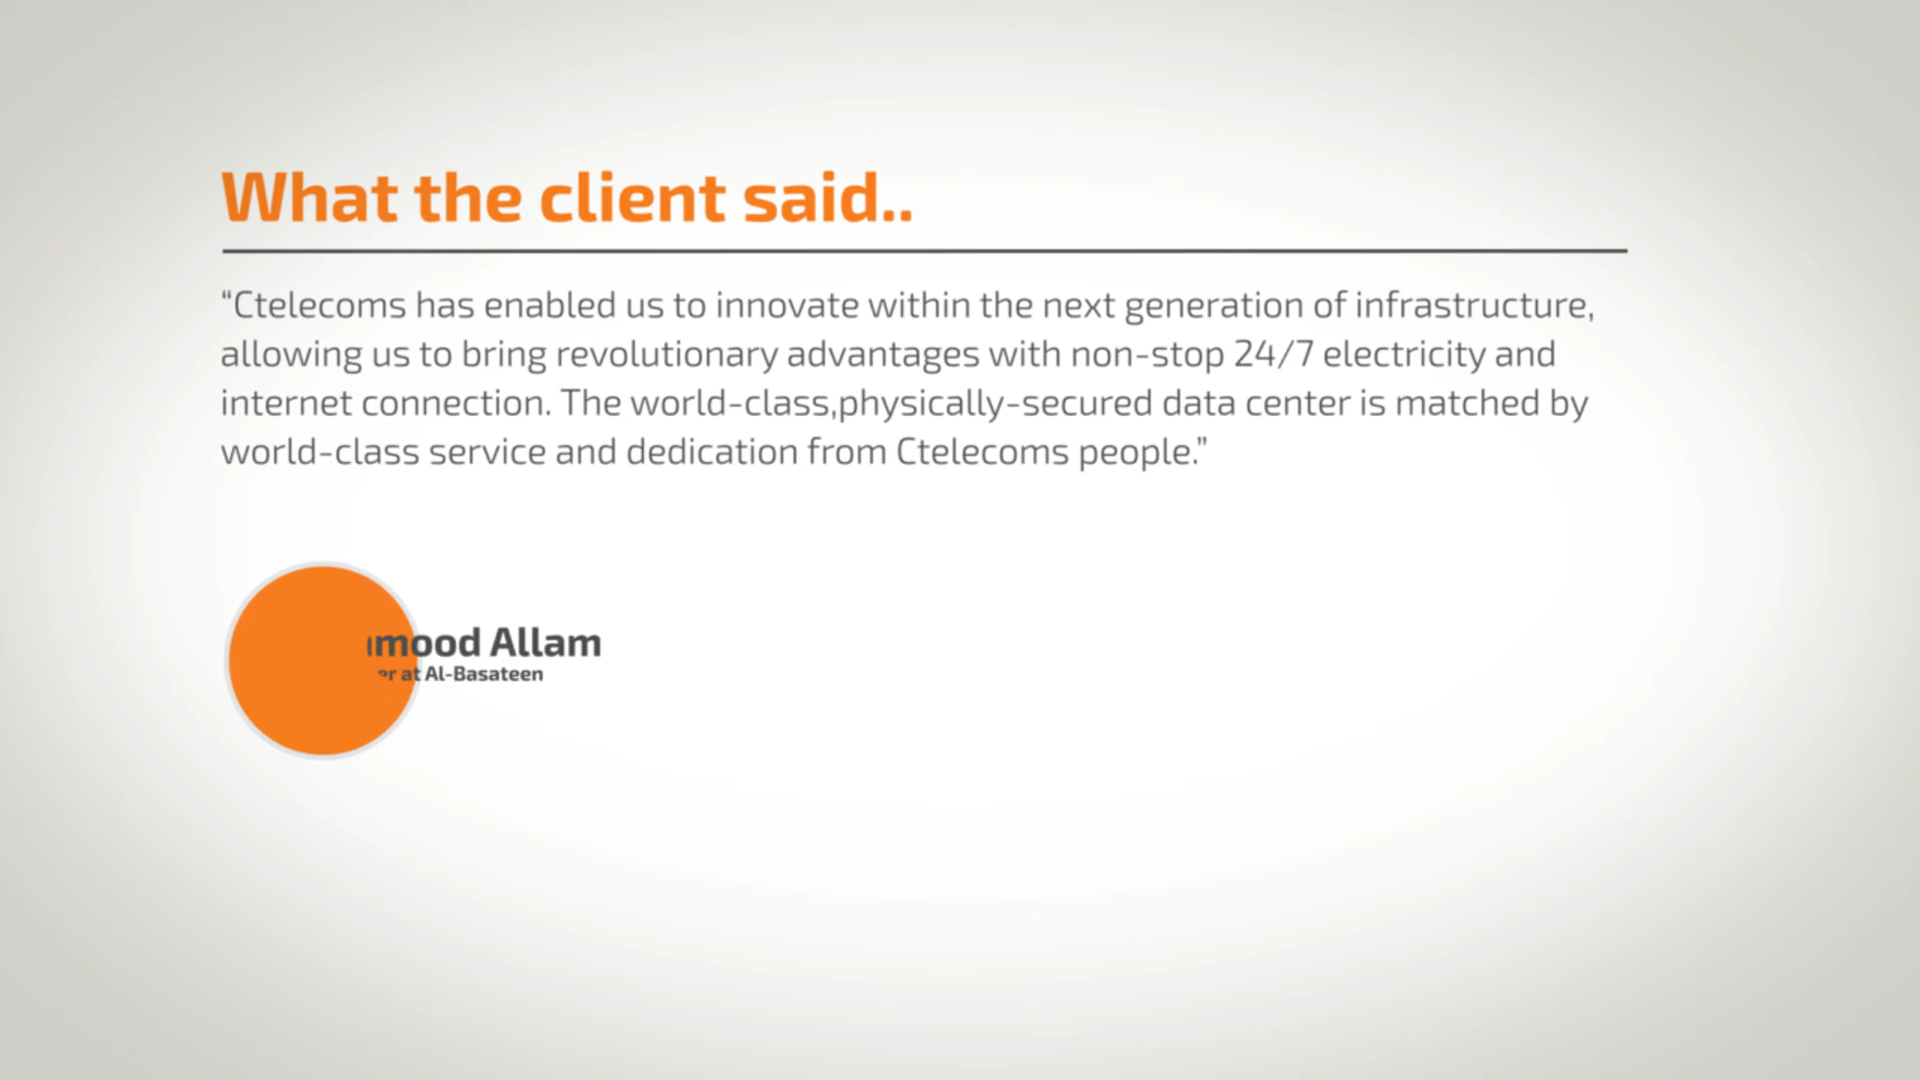 What the client said..
“Ctelecoms has enabled us to innovate within the next generation of infrastructure,
allowing us to bring revolutionary advantages with non-stop 24/7 electricity and
internet connection. The world-class,physically-secured data center is matched by
world-class service and dedication from Ctelecoms people.”
Allam
at Al-Basateen